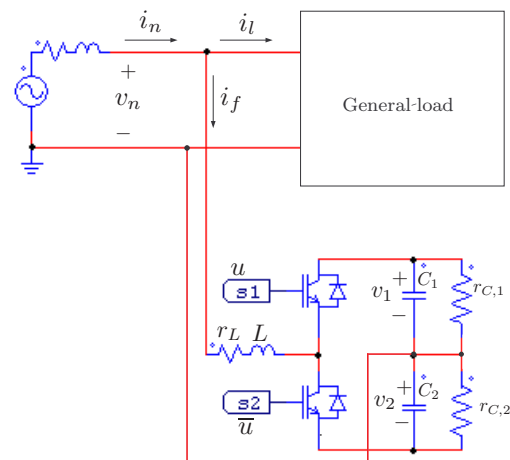 i_n
i_l
+
v_n
−
i_f
General-load
u
s1
r_L L
s2
u̅
+
v_1
−
C_1
r_{C,1}
+
v_2
−
C_2
r_{C,2}